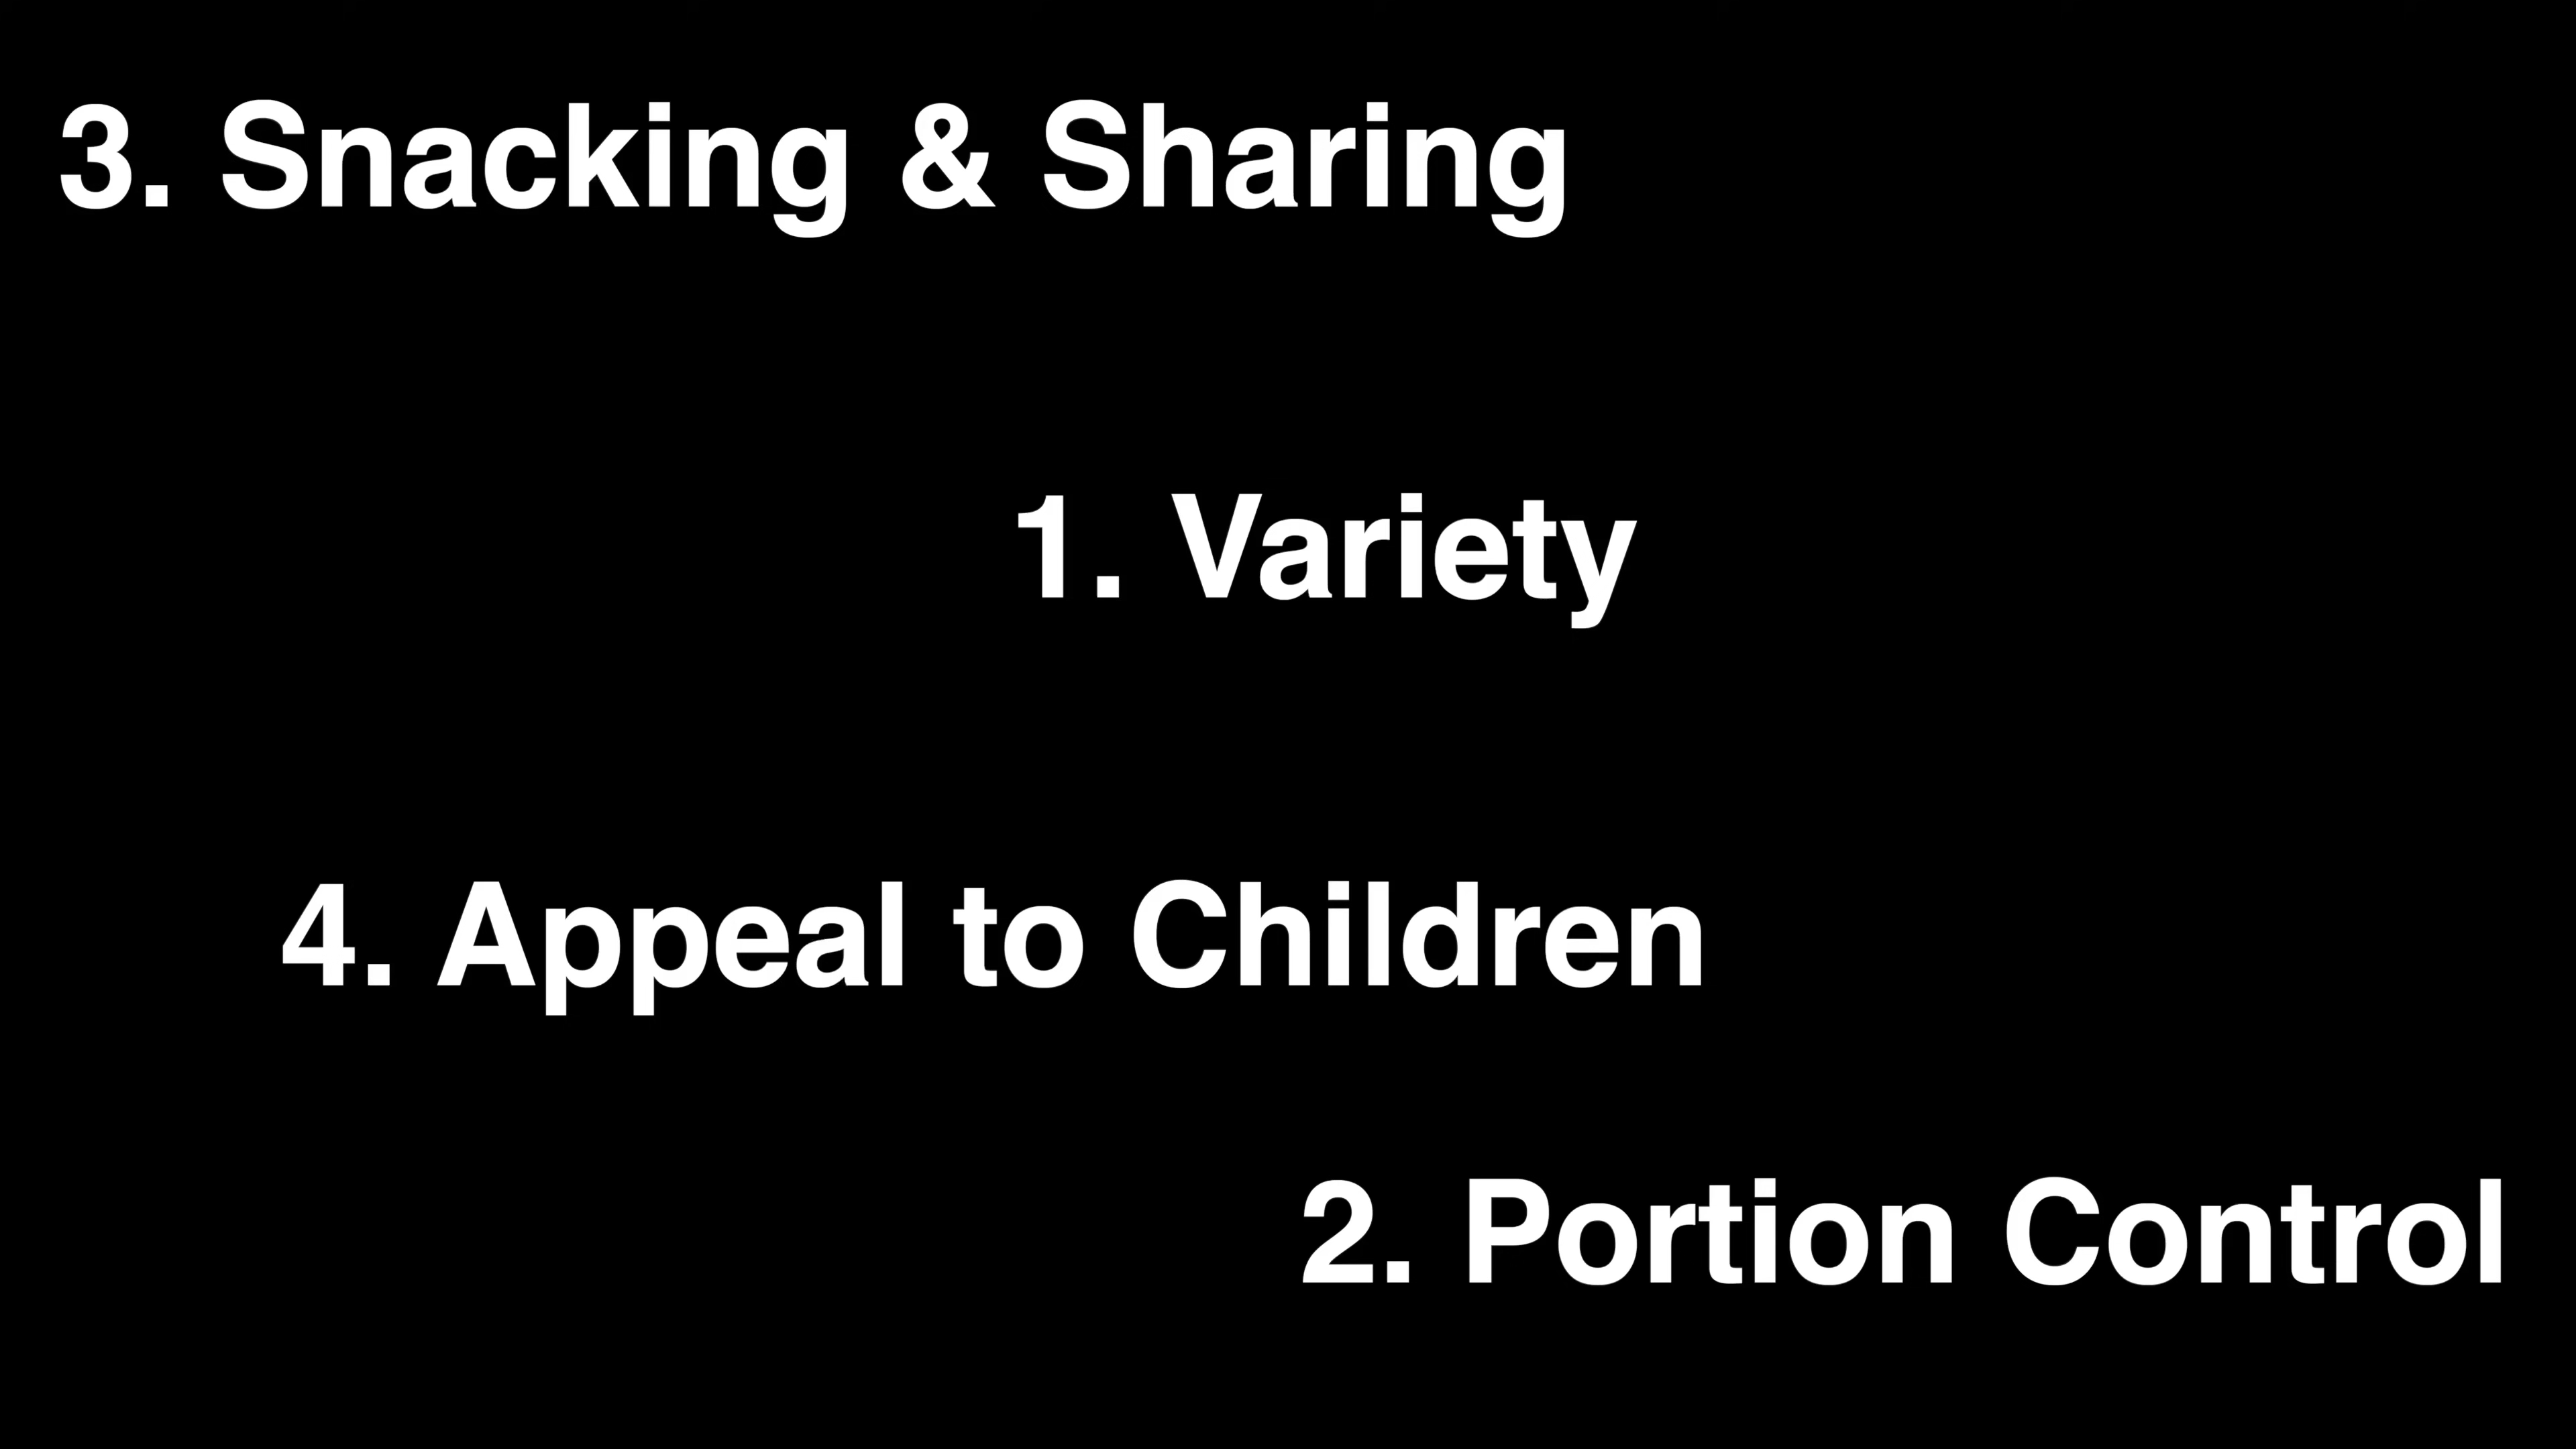 3. Snacking & Sharing
1. Variety
4. Appeal to Children
2. Portion Control